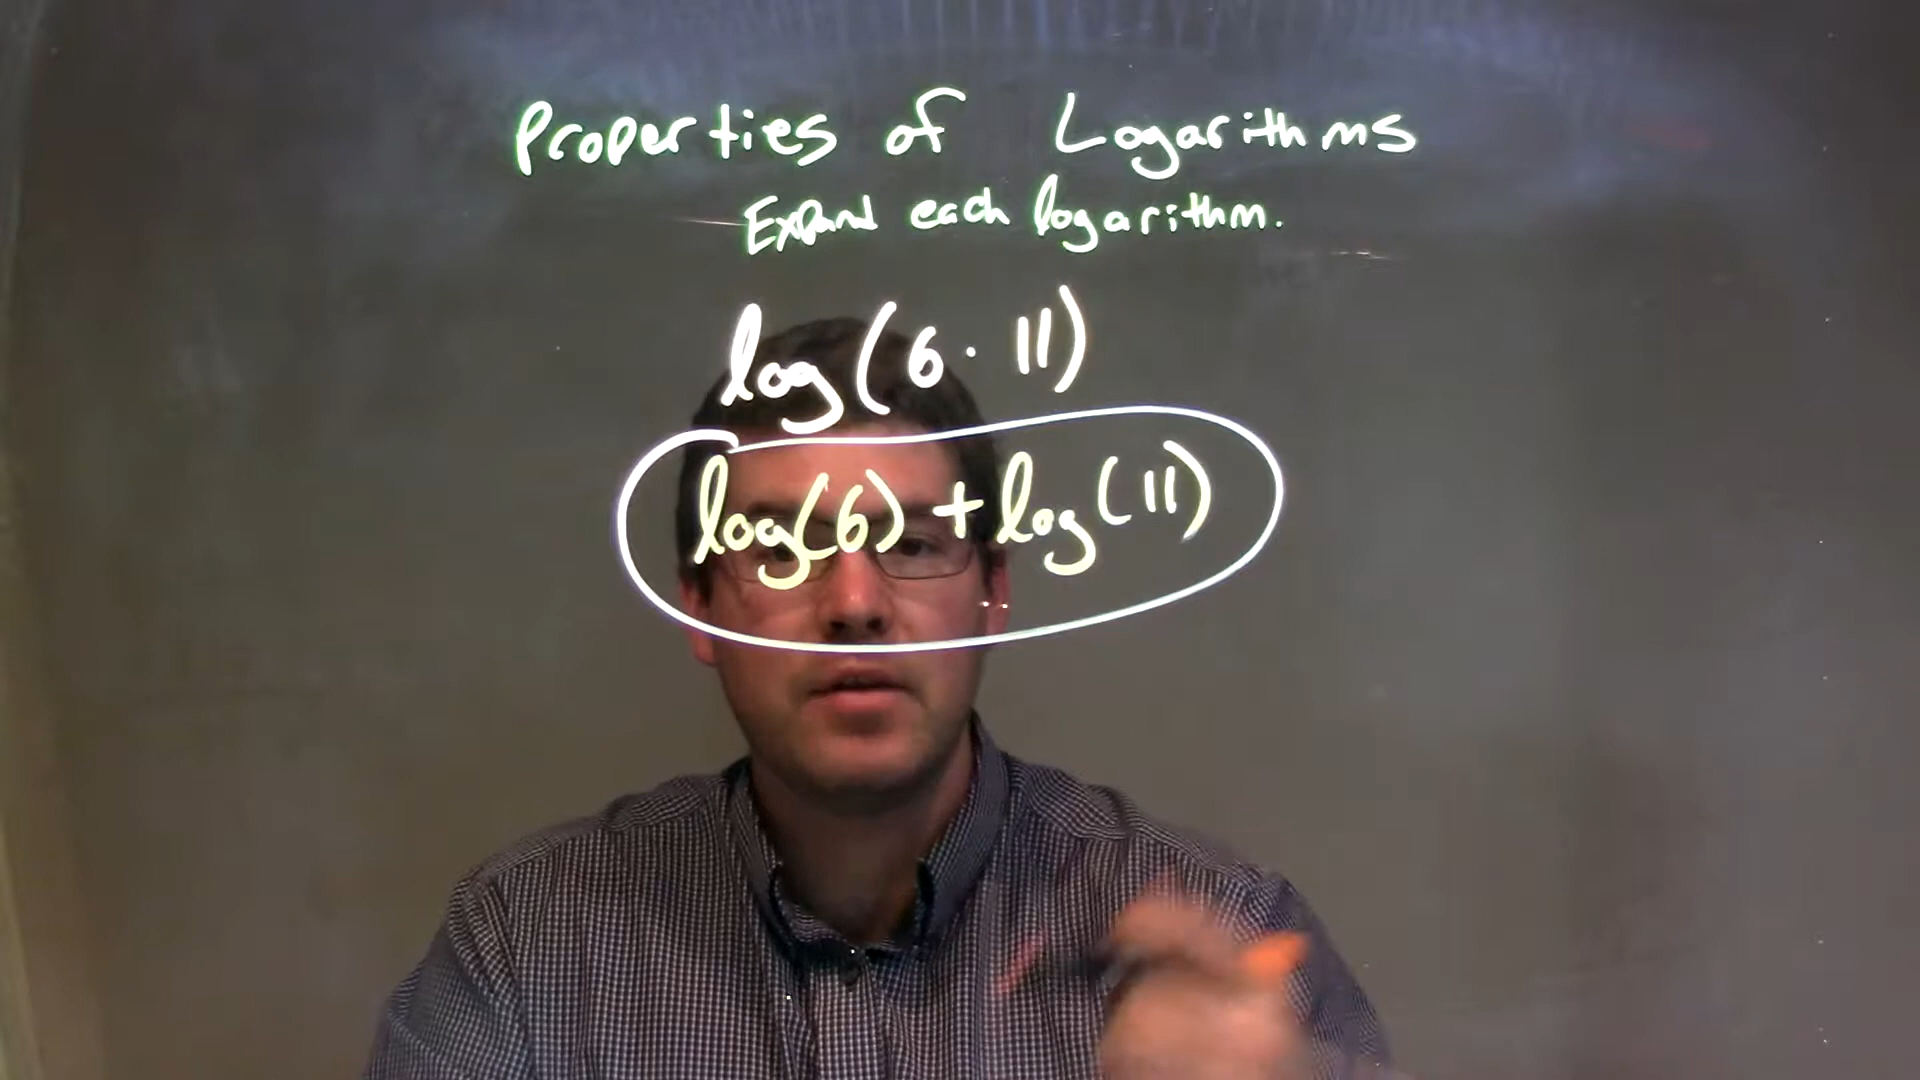 Properties of Logarithms
Expand each logarithm.
log(6 · 11)
log(6) + log(11)